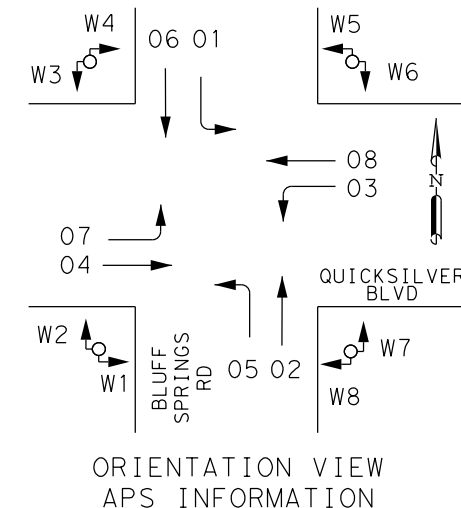 W4
06 01
W5
W3
W6
08
03
N
07
04
QUICKSILVER
BLVD
W2
W1
BLUFF
SPRINGS
RD
05 02
W7
W8
ORIENTATION VIEW
APS INFORMATION